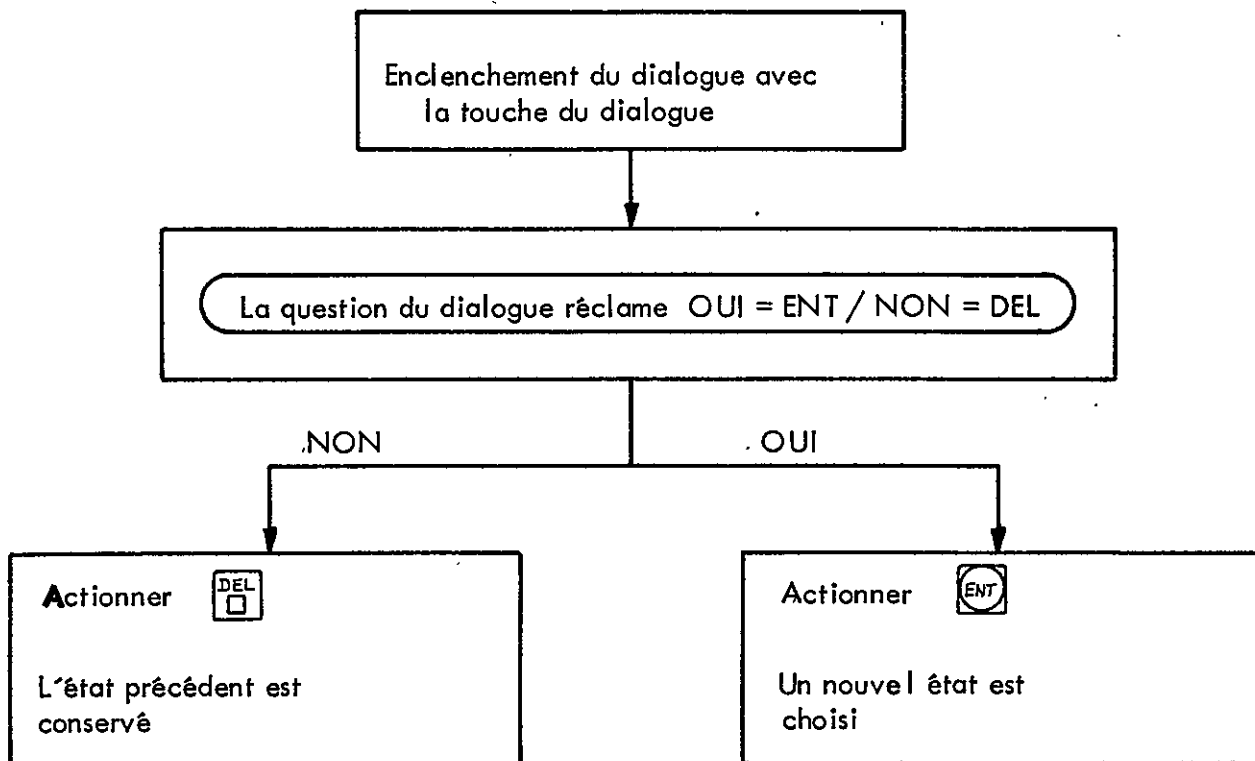 Enclenchement du dialogue avec
la touche du dialogue
La question du dialogue réclame OUI = ENT / NON = DEL
NON
OUI
Actionner DEL
L'état précédent est
conservé
Actionner ENT
Un nouvel état est
choisi